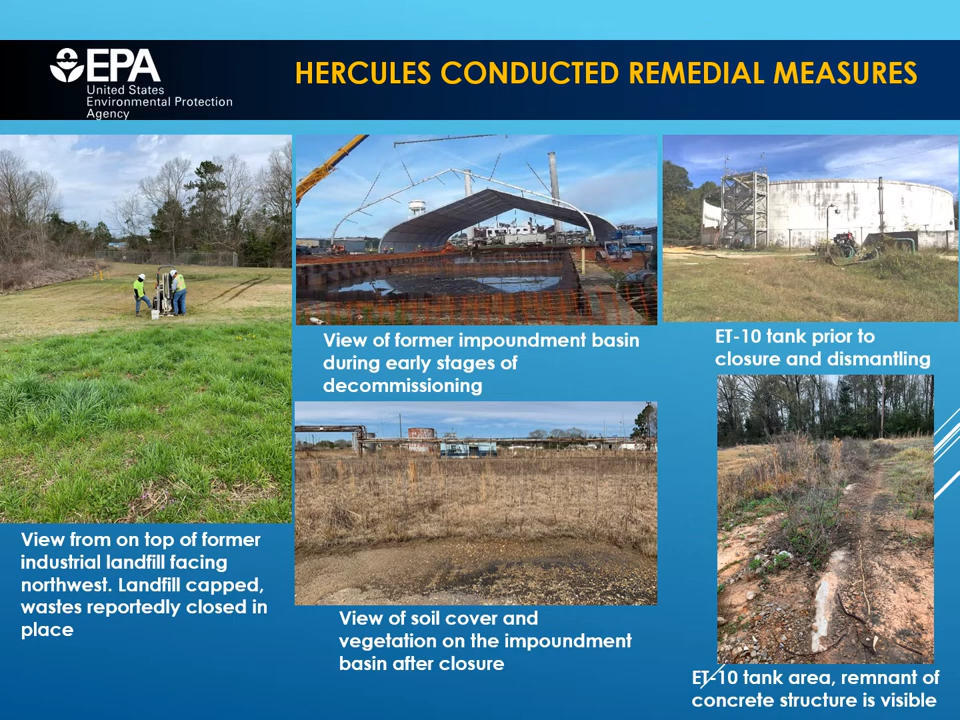 EPA
United States
Environmental Protection
Agency
HERCULES CONDUCTED REMEDIAL MEASURES
View from on top of former
industrial landfill facing
northwest. Landfill capped,
wastes reportedly closed in
place
View of former impoundment basin
during early stages of
decommissioning
View of soil cover and
vegetation on the impoundment
basin after closure
ET-10 tank prior to
closure and dismantling
ET-10 tank area, remnant of
concrete structure is visible